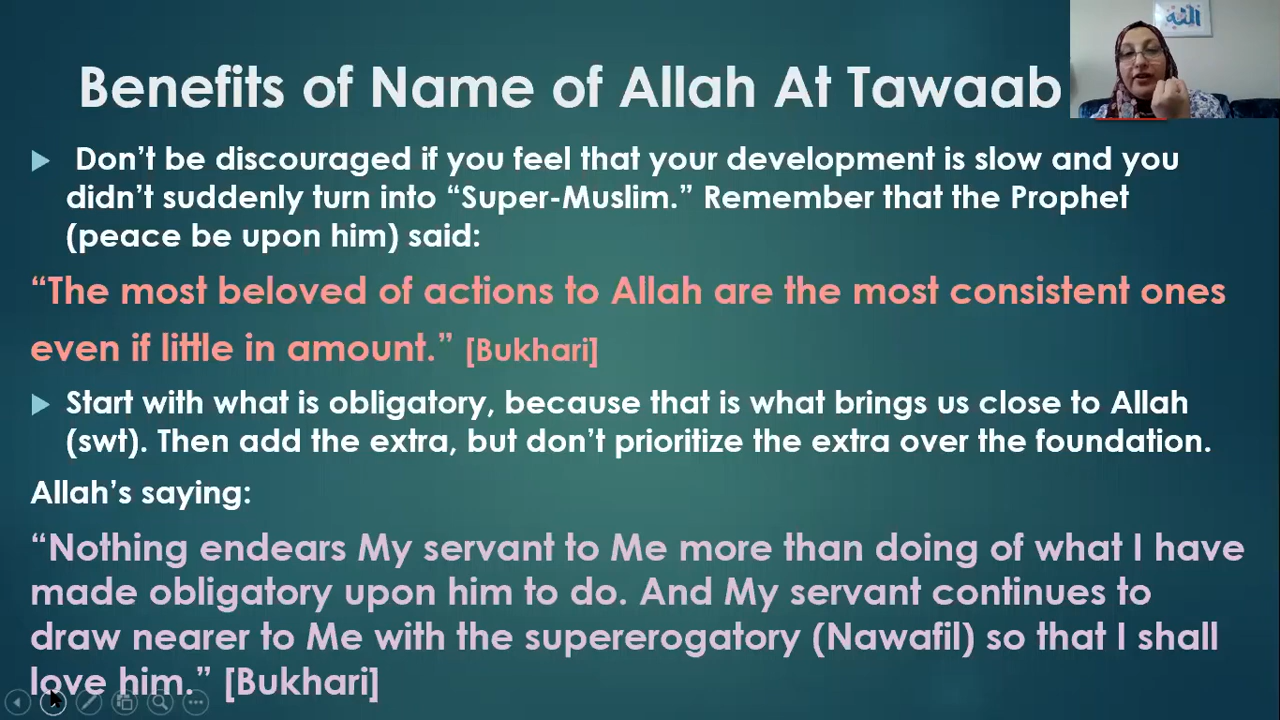 Benefits of Name of Allah At Tawaab
الله
Don’t be discouraged if you feel that your development is slow and you
didn’t suddenly turn into “Super-Muslim.” Remember that the Prophet
(peace be upon him) said:
“The most beloved of actions to Allah are the most consistent ones
even if little in amount.” [Bukhari]
Start with what is obligatory, because that is what brings us close to Allah
(swt). Then add the extra, but don’t prioritize the extra over the foundation.
Allah’s saying:
“Nothing endears My servant to Me more than doing of what I have
made obligatory upon him to do. And My servant continues to
draw nearer to Me with the supererogatory (Nawafil) so that I shall
love him.” [Bukhari]